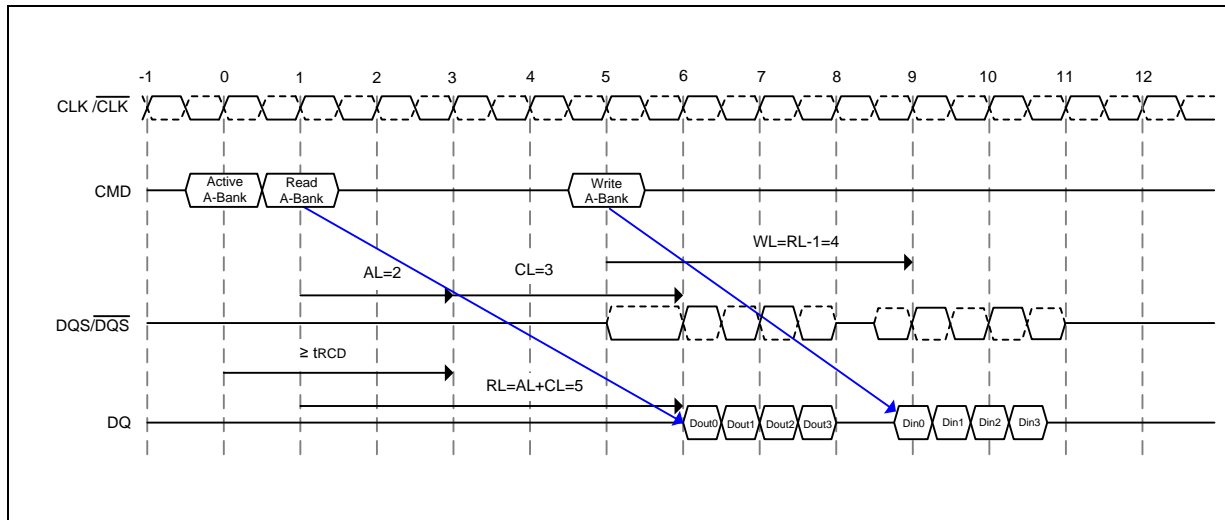 -1 0 1 2 3 4 5 6 7 8 9 10 11 12
CLK /CLK
CMD
Active
A-Bank
Read
A-Bank
Write
A-Bank
WL=RL-1=4
AL=2
CL=3
DQS/DQS
≥ tRCD
RL=AL+CL=5
DQ
Dout0 Dout1 Dout2 Dout3
Din0 Din1 Din2 Din3